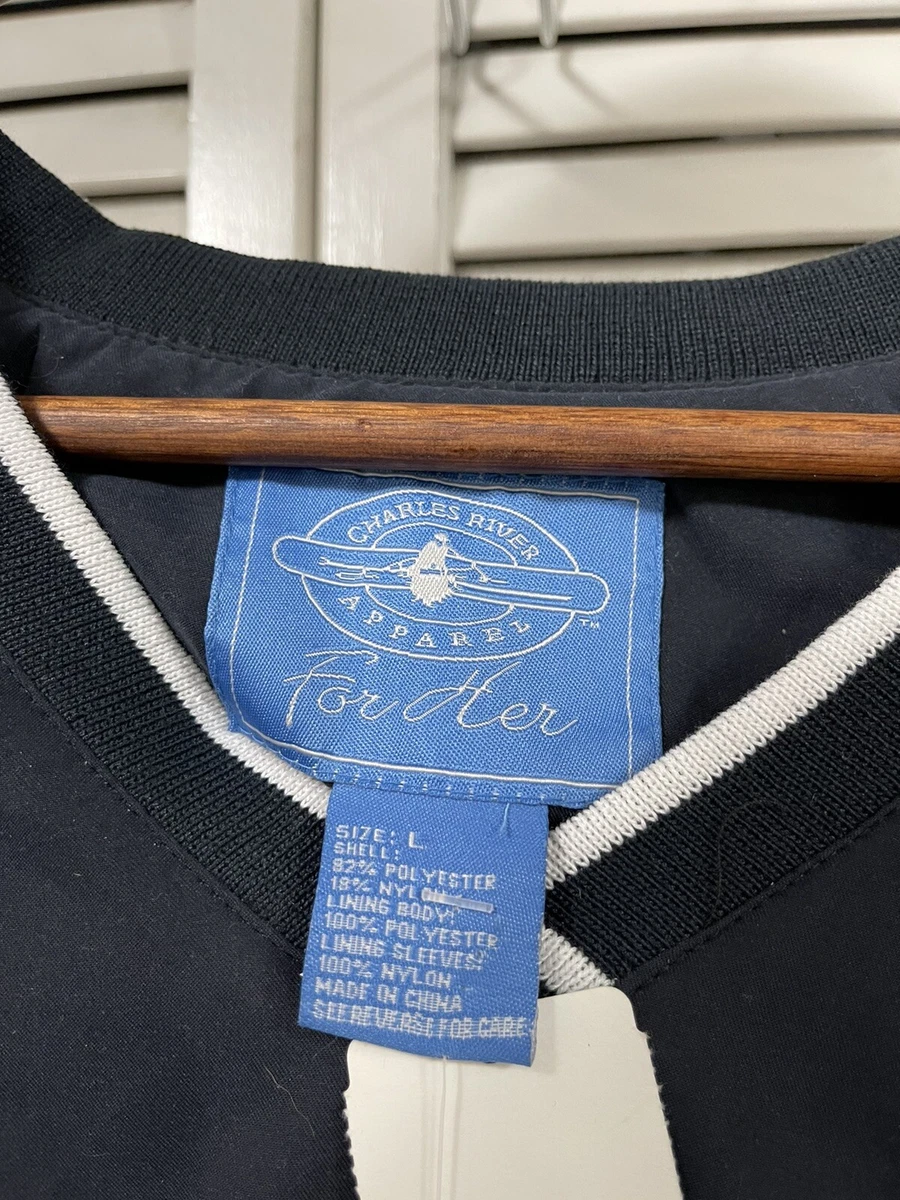 CHARLES RIVER
APPAREL ™
For Her
SIZE: L
SHELL:
82% POLYESTER
18% NYLON
LINING BODY:
100% POLYESTER
LINING SLEEVES:
100% NYLON
MADE IN CHINA
SEE REVERSE FOR CARE